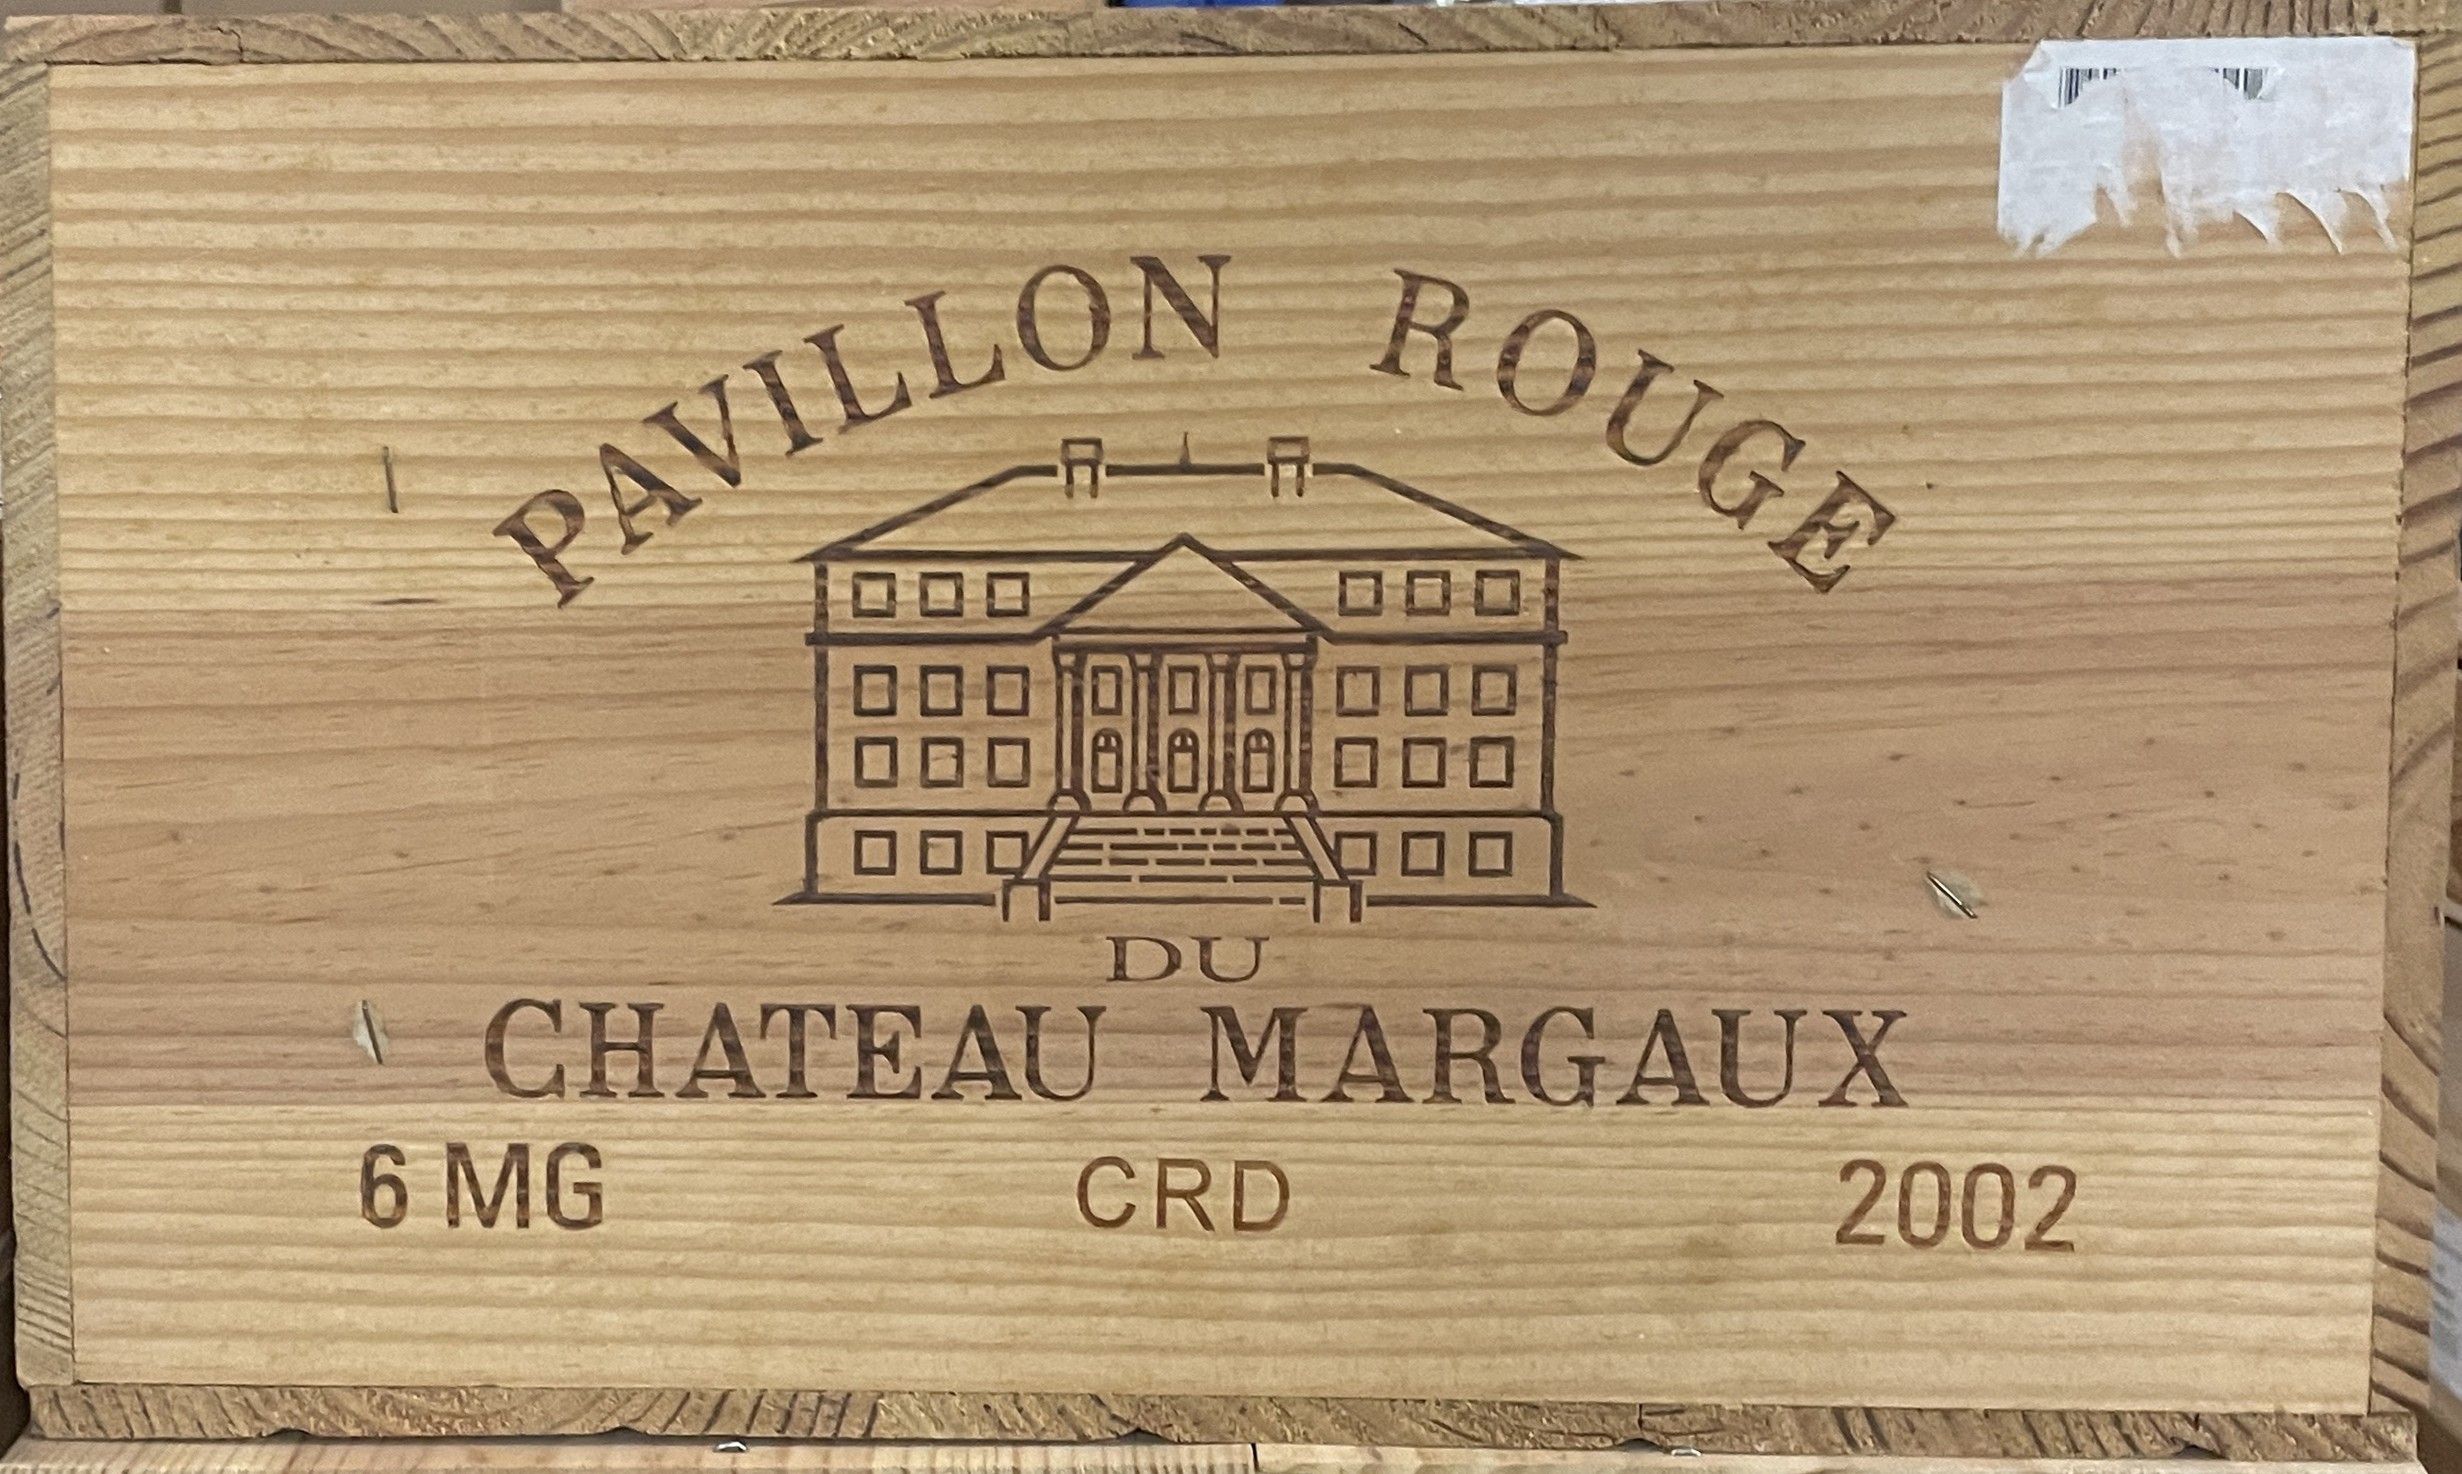 PAVILLON ROUGE
DU
CHATEAU MARGAUX
6 MG CRD 2002